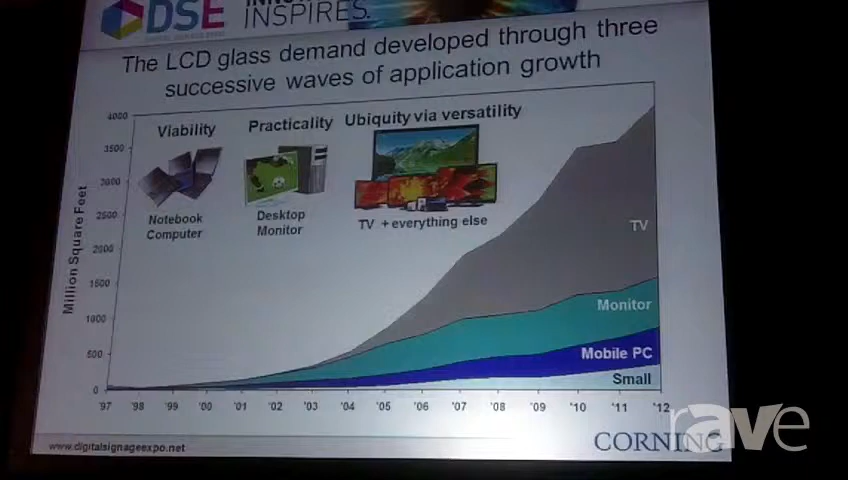 DSE
INSPIRES.
The LCD glass demand developed through three
successive waves of application growth
Viability
Practicality
Ubiquity via versatility
Notebook
Computer
Desktop
Monitor
TV + everything else
Million Square Feet
4000
3500
3000
2500
2000
1500
1000
500
0
TV
Monitor
Mobile PC
Small
'97 '98 '99 '00 '01 '02 '03 '04 '05 '06 '07 '08 '09 '10 '11 '12
www.digitalsignageexpo.net
CORNING
rave